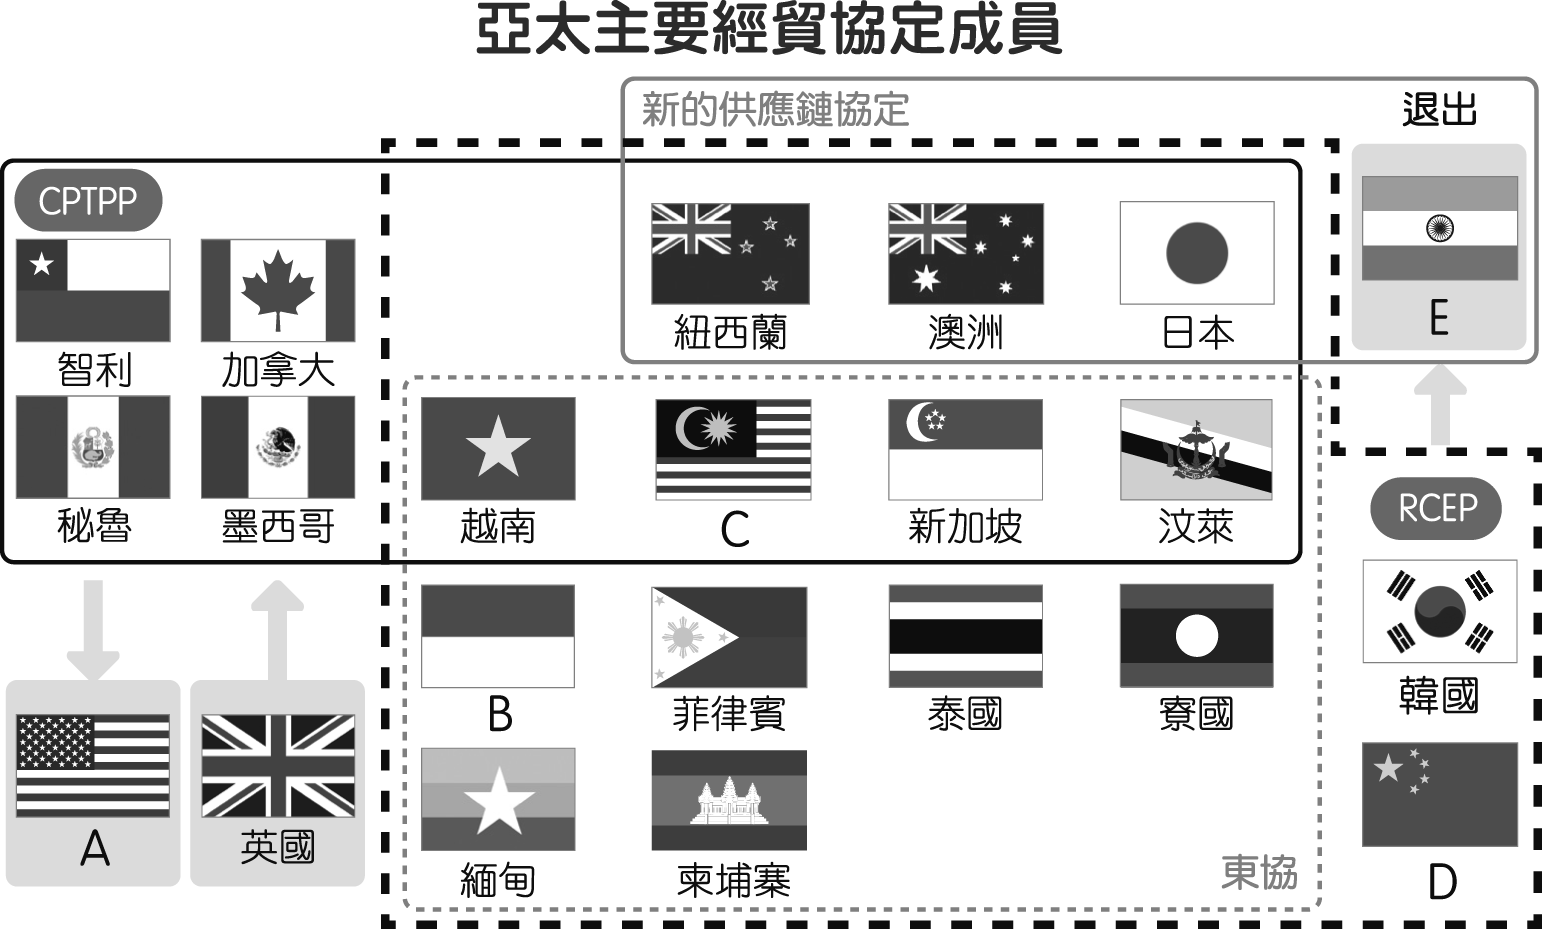 亞太主要經貿協定成員
新的供應鏈協定
退出
CPTPP
紐西蘭
澳洲
日本
E
智利
加拿大
秘魯
墨西哥
越南
C
新加坡
汶萊
RCEP
B
菲律賓
泰國
寮國
韓國
A
英國
緬甸
柬埔寨
東協
D